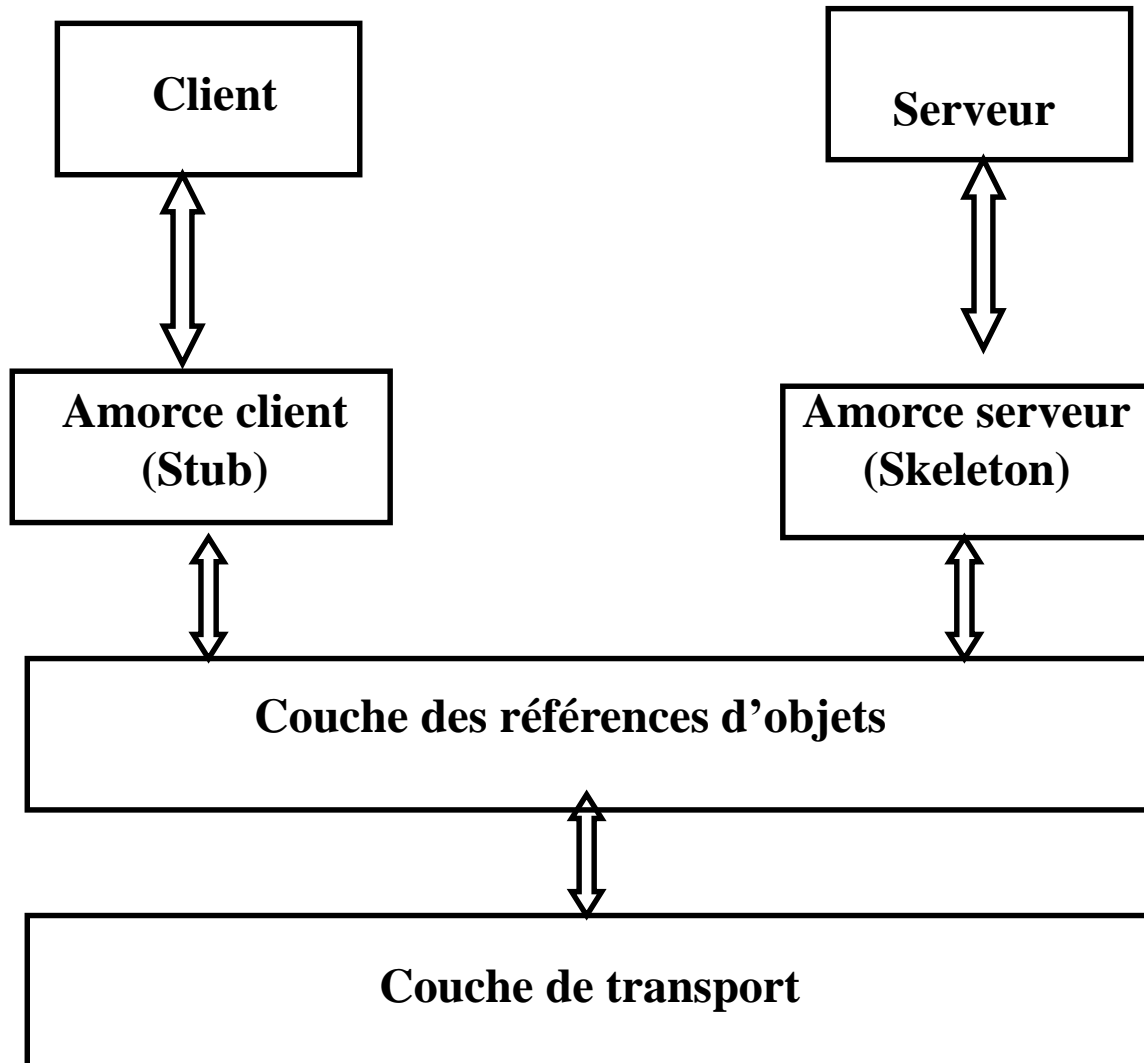 Client
Serveur
Amorce client
(Stub)
Amorce serveur
(Skeleton)
Couche des références d’objets
Couche de transport